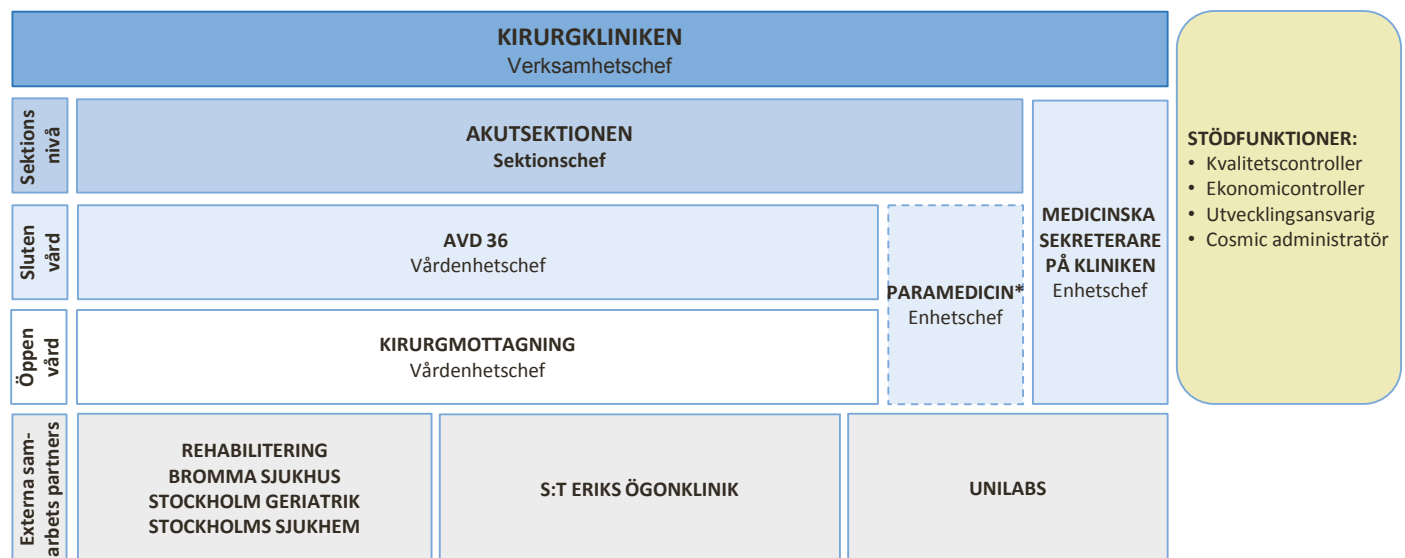 KIRURGKLINIKEN
Verksamhetschef
Sektions
nivå
AKUTSEKTIONEN
Sektionschef
Sluten
vård
AVD 36
Vårdenhetschef
Öppen
vård
KIRURGMOTTAGNING
Vårdenhetschef
PARAMEDICIN*
Enhetschef
MEDICINSKA
SEKRETERARE
PÅ KLINIKEN
Enhetschef
STÖDFUNKTIONER:
• Kvalitetscontroller
• Ekonomicontroller
• Utvecklingsansvarig
• Cosmic administratör
Externa sam-
arbets partners
REHABILITERING
BROMMA SJUKHUS
STOCKHOLM GERIATRIK
STOCKHOLMS SJUKHEM
S:T ERIKS ÖGONKLINIK
UNILABS